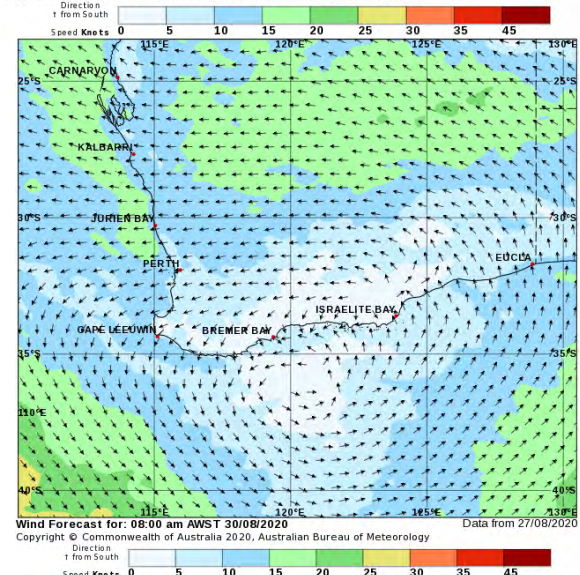 Direction
↑ from South
Speed Knots 0 5 10 15 20 25 30 35 40 45
115°E 120°E 125°E 130°E
CARNARVON
25°S 25°S
KALBARRI
30°S 30°S
JURIEN BAY
EUCLA
PERTH
ISRAELITE BAY
CAPE LEEUWIN BREMER BAY
35°S 35°S
110°E
40°S 40°S
115°E 120°E 125°E 130°E
Wind Forecast for: 08:00 am AWST 30/08/2020 Data from 27/08/2020
Copyright © Commonwealth of Australia 2020, Australian Bureau of Meteorology
Direction
↑ from South
Speed Knots 0 5 10 15 20 25 30 35 45